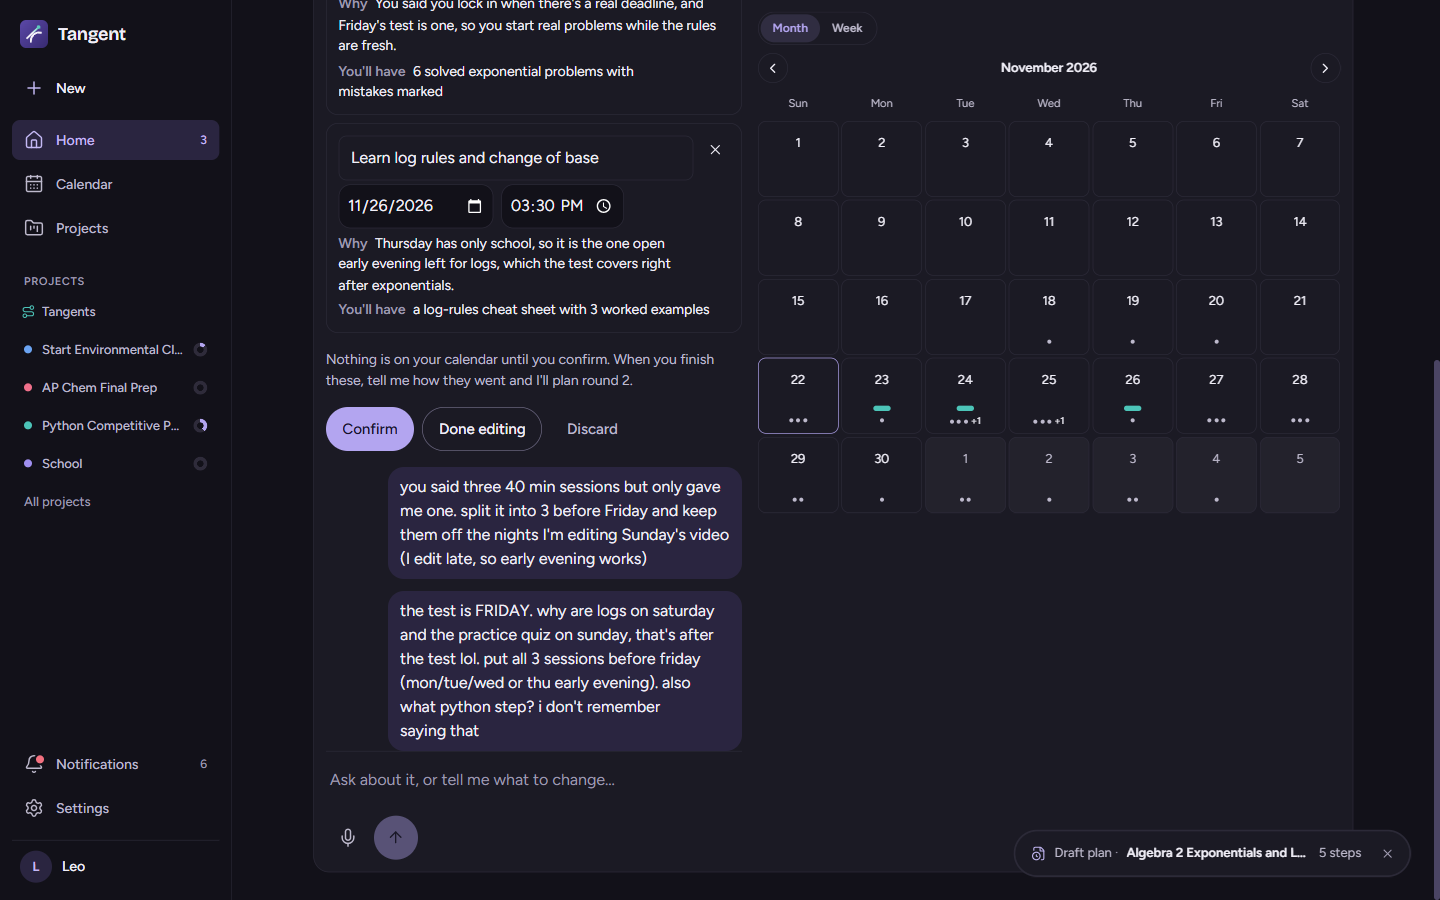 Tangent
New
Home 3
Calendar
Projects
PROJECTS
Tangents
Start Environmental Cl...
AP Chem Final Prep
Python Competitive P...
School
All projects
Notifications 6
Settings
L Leo
Why You said you lock in when there's a real deadline, and
Friday's test is one, so you start real problems while the rules
are fresh.
You'll have 6 solved exponential problems with
mistakes marked
Learn log rules and change of base
11/26/2026 03:30 PM
Why Thursday has only school, so it is the one open
early evening left for logs, which the test covers right
after exponentials.
You'll have a log-rules cheat sheet with 3 worked examples
Nothing is on your calendar until you confirm. When you finish
these, tell me how they went and I'll plan round 2.
Confirm Done editing Discard
you said three 40 min sessions but only gave
me one. split it into 3 before Friday and keep
them off the nights I'm editing Sunday's video
(I edit late, so early evening works)
the test is FRIDAY. why are logs on saturday
and the practice quiz on sunday, that's after
the test lol. put all 3 sessions before friday
(mon/tue/wed or thu early evening). also
what python step? i don't remember
saying that
Ask about it, or tell me what to change...
Month Week
November 2026
Sun Mon Tue Wed Thu Fri Sat
1 2 3 4 5 6 7
8 9 10 11 12 13 14
15 16 17 18 19 20 21
22 23 24 25 26 27 28
+1 +1
29 30 1 2 3 4 5
Draft plan · Algebra 2 Exponentials and L... 5 steps